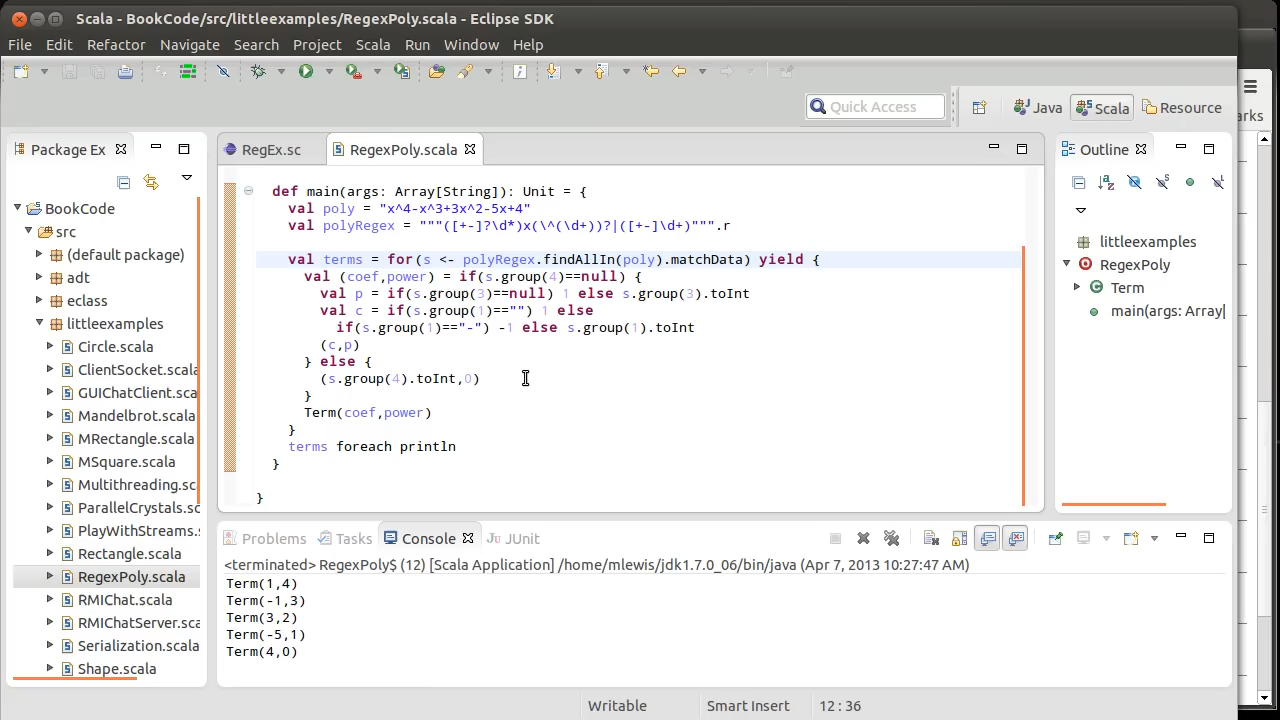 Scala - BookCode/src/littleexamples/RegexPoly.scala - Eclipse SDK
File Edit Refactor Navigate Search Project Scala Run Window Help
Quick Access
Java
Scala
Resource
arks
Package Ex
BookCode
src
(default package)
adt
eclass
littleexamples
Circle.scala
ClientSocket.scala
GUIChatClient.scal
Mandelbrot.scala
MRectangle.scala
MSquare.scala
Multithreading.sc
ParallelCrystals.sc
PlayWithStreams.s
Rectangle.scala
RegexPoly.scala
RMIChat.scala
RMIChatServer.sca
Serialization.scala
Shape.scala
RegEx.sc
RegexPoly.scala
def main(args: Array[String]): Unit = {
val poly = "x^4-x^3+3x^2-5x+4"
val polyRegex = """([+-]?\d*)x(\^(\d+))?|([+-]\d+)""".r
val terms = for(s <- polyRegex.findAllIn(poly).matchData) yield {
val (coef,power) = if(s.group(4)==null) {
val p = if(s.group(3)==null) 1 else s.group(3).toInt
val c = if(s.group(1)=="") 1 else
if(s.group(1)=="-") -1 else s.group(1).toInt
(c,p)
} else {
(s.group(4).toInt,0)
}
Term(coef,power)
}
terms foreach println
}
}
Outline
littleexamples
RegexPoly
Term
main(args: Array[
Problems
Tasks
Console
JUnit
<terminated> RegexPoly$ (12) [Scala Application] /home/mlewis/jdk1.7.0_06/bin/java (Apr 7, 2013 10:27:47 AM)
Term(1,4)
Term(-1,3)
Term(3,2)
Term(-5,1)
Term(4,0)
Writable
Smart Insert
12 : 36